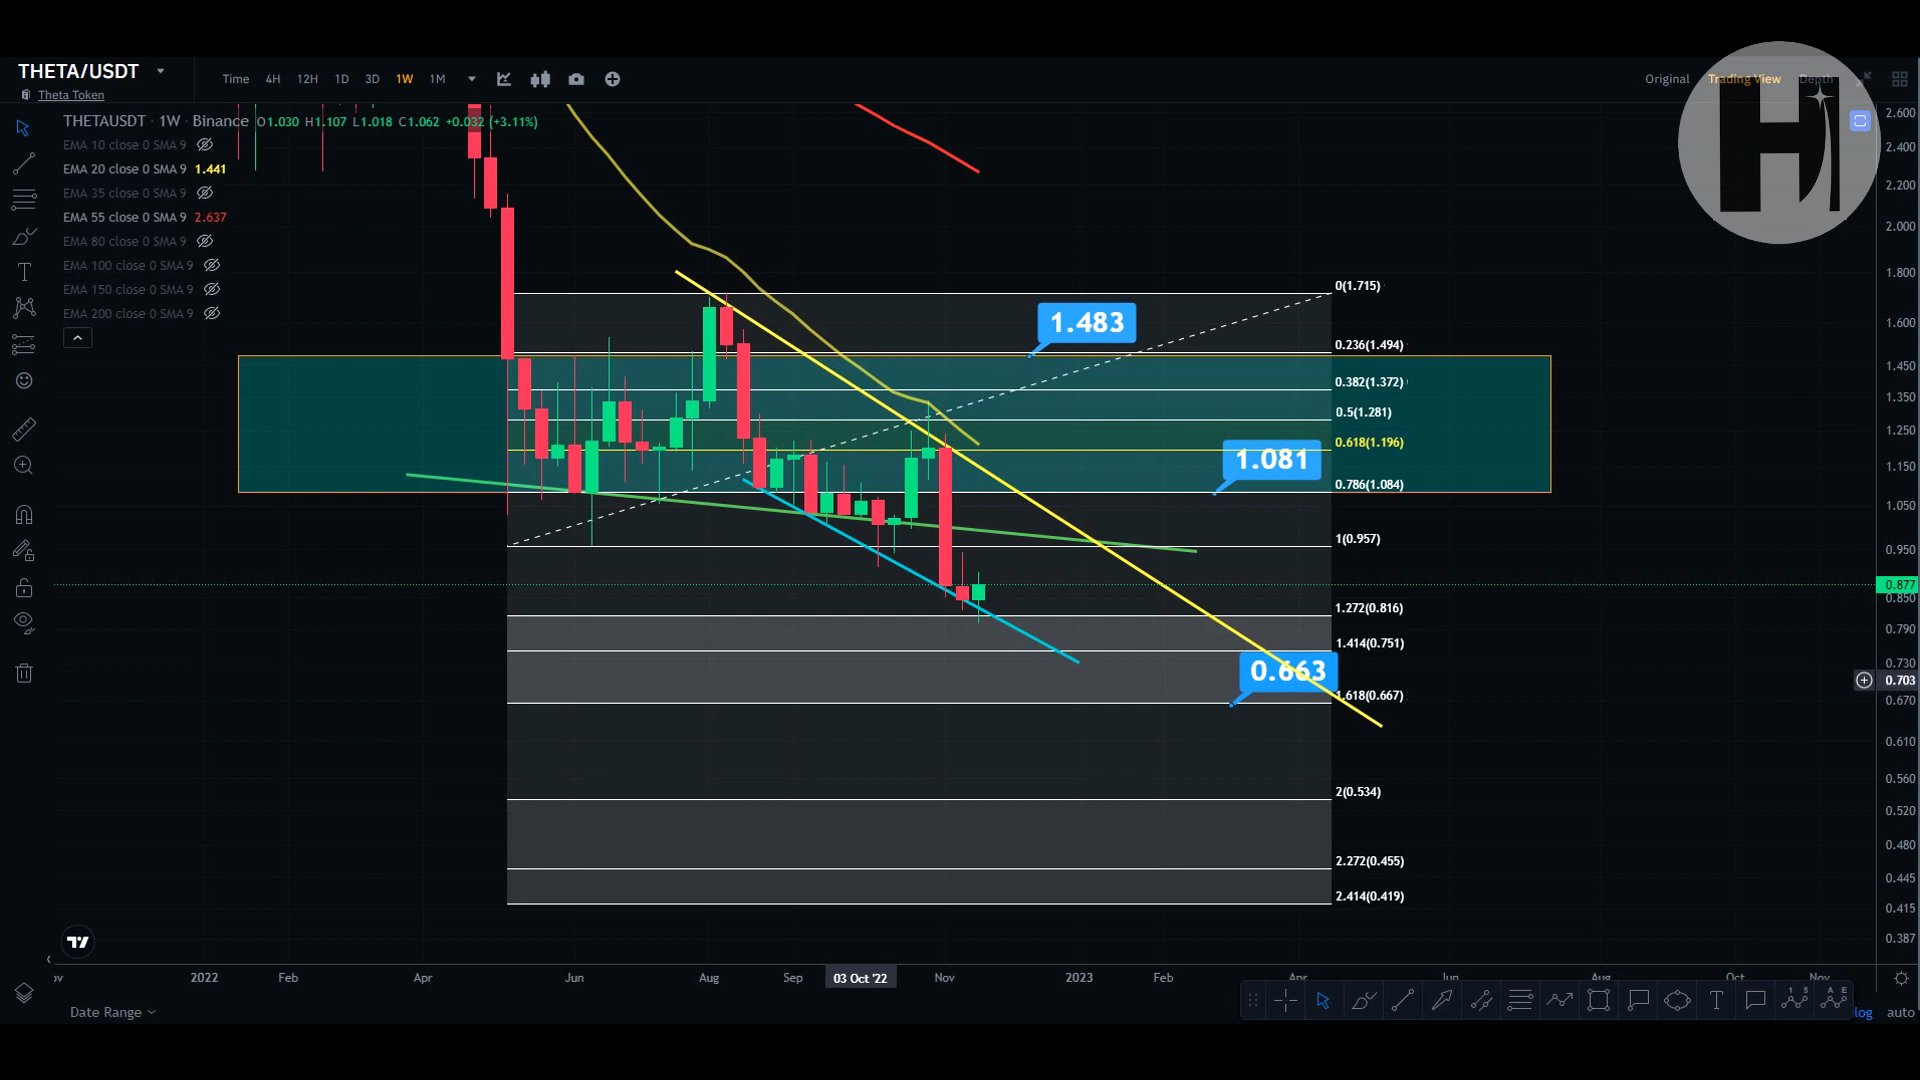 THETA/USDT
Theta Token
Time 4H 12H 1D 3D 1W 1M
Original Trading View Depth
H
THETAUSDT · 1W · Binance O1.030 H1.107 L1.018 C1.062 +0.032 (+3.11%)
EMA 10 close 0 SMA 9
EMA 20 close 0 SMA 9 1.441
EMA 35 close 0 SMA 9
EMA 55 close 0 SMA 9 2.637
EMA 80 close 0 SMA 9
EMA 100 close 0 SMA 9
EMA 150 close 0 SMA 9
EMA 200 close 0 SMA 9
0(1.715)
1.483
0.236(1.494)
0.382(1.372)
0.5(1.281)
0.618(1.196)
1.081
0.786(1.084)
1(0.957)
1.272(0.816)
1.414(0.751)
0.663
1.618(0.667)
2(0.534)
2.272(0.455)
2.414(0.419)
2.600
2.400
2.200
2.000
1.800
1.600
1.450
1.350
1.250
1.150
1.050
0.950
0.877
0.850
0.790
0.730
0.703
0.670
0.610
0.560
0.520
0.480
0.445
0.415
0.387
2022 Feb Apr Jun Aug Sep 03 Oct '22 Nov 2023 Feb Apr Jun Aug Oct Nov
Date Range
log auto